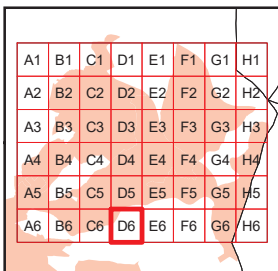 A1 B1 C1 D1 E1 F1 G1 H1
A2 B2 C2 D2 E2 F2 G2 H2
A3 B3 C3 D3 E3 F3 G3 H3
A4 B4 C4 D4 E4 F4 G4 H4
A5 B5 C5 D5 E5 F5 G5 H5
A6 B6 C6 D6 E6 F6 G6 H6